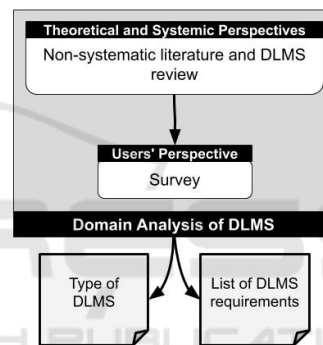 Theoretical and Systemic Perspectives
Non-systematic literature and DLMS
review
Users' Perspective
Survey
Domain Analysis of DLMS
Type of
DLMS
List of DLMS
requirements